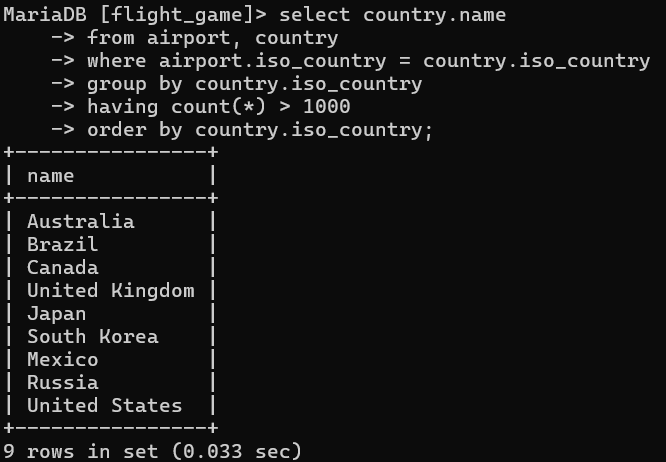 MariaDB [flight_game]> select country.name
    -> from airport, country
    -> where airport.iso_country = country.iso_country
    -> group by country.iso_country
    -> having count(*) > 1000
    -> order by country.iso_country;
+----------------+
| name           |
+----------------+
| Australia      |
| Brazil         |
| Canada         |
| United Kingdom |
| Japan          |
| South Korea    |
| Mexico         |
| Russia         |
| United States  |
+----------------+
9 rows in set (0.033 sec)